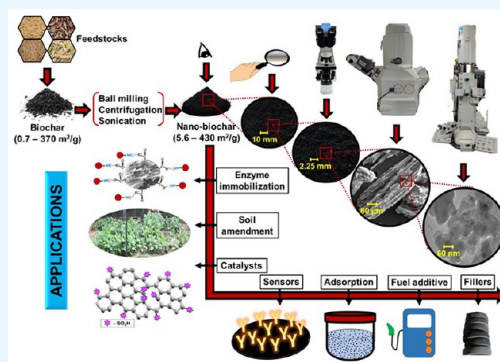 Feedstocks
Biochar
(0.7 – 370 m²/g)
Ball milling
Centrifugation
Sonication
Nano-biochar
(5.6 – 430 m²/g)
10 mm
2.25 mm
60 µm
60 nm
APPLICATIONS
Enzyme
immobilization
Soil
amendment
Catalysts
- SO₃H
Sensors
Adsorption
Fuel additive
Fillers